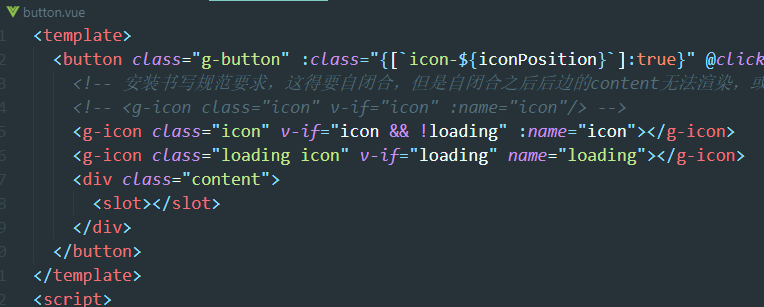 button.vue
1 <template>
2 <button class="g-button" :class="{[`icon-${iconPosition}`]:true}" @click
3 <!-- 安装书写规范要求，这得要自闭合，但是自闭合之后后边的content无法渲染，或
4 <!-- <g-icon class="icon" v-if="icon" :name="icon"/> -->
5 <g-icon class="icon" v-if="icon && !loading" :name="icon"></g-icon>
6 <g-icon class="loading icon" v-if="loading" name="loading"></g-icon>
7 <div class="content">
8 <slot></slot>
9 </div>
0 </button>
1 </template>
2 <script>